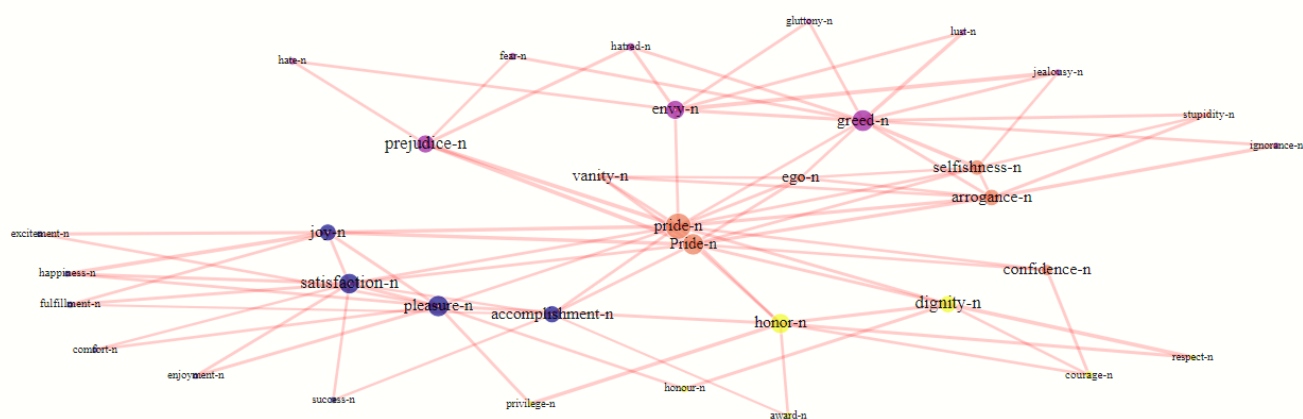 gluttony-n
lust-n
hatred-n
fear-n
hate-n
jealousy-n
envy-n
greed-n
stupidity-n
prejudice-n
ignorance-n
selfishness-n
vanity-n
ego-n
arrogance-n
pride-n
excitement-n
joy-n
Pride-n
happiness-n
confidence-n
satisfaction-n
fulfillment-n
pleasure-n
dignity-n
accomplishment-n
honor-n
comfort-n
respect-n
enjoyment-n
courage-n
honour-n
success-n
privilege-n
award-n